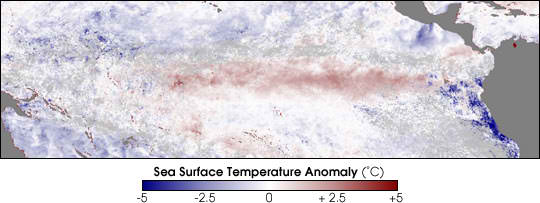 Sea Surface Temperature Anomaly (°C)
-5 -2.5 0 + 2.5 +5